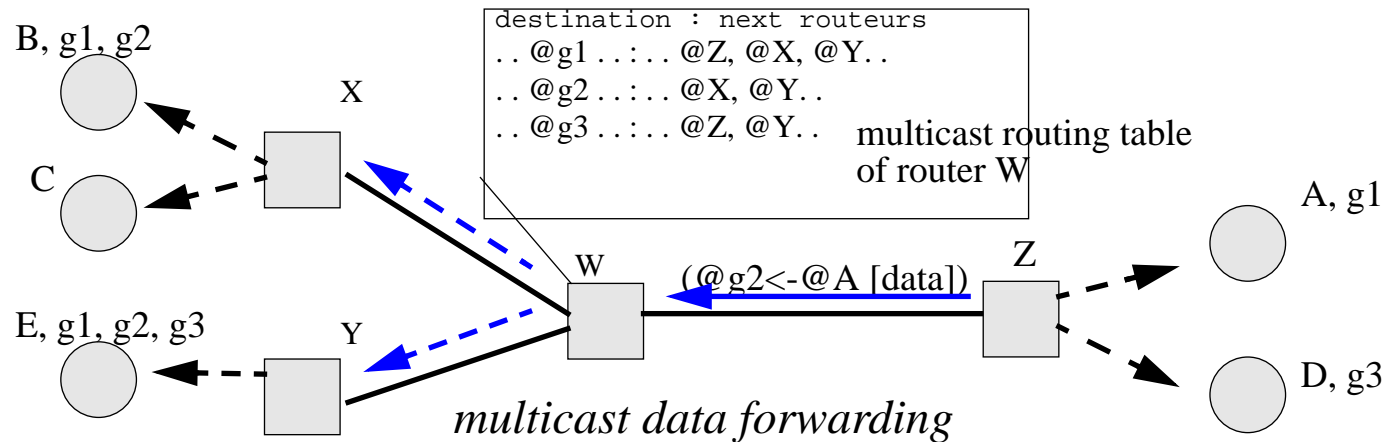 destination : next routeurs
. . @g1 . . : . . @Z, @X, @Y. .
. . @g2 . . : . . @X, @Y. .
. . @g3 . . : . . @Z, @Y. .
multicast routing table
of router W
B, g1, g2
X
C
A, g1
W
(@g2<-@A [data])
Z
E, g1, g2, g3
Y
D, g3
multicast data forwarding